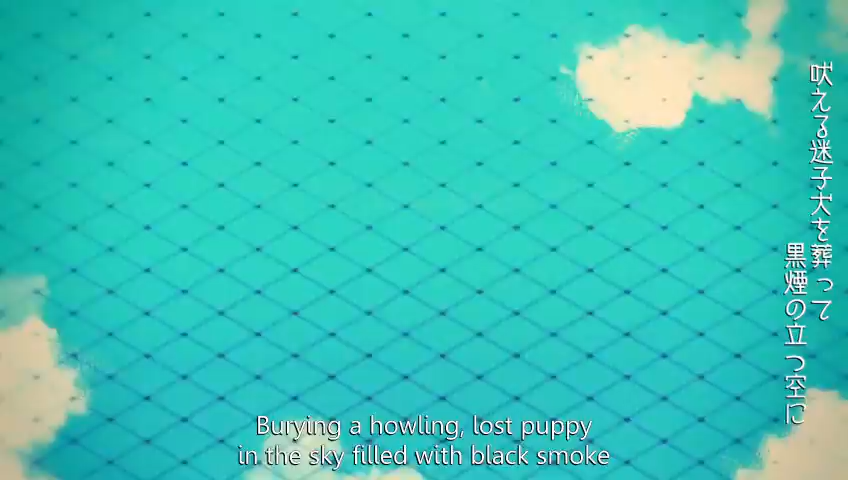 吠える迷子犬を葬って
黒煙の立つ空に
Burying a howling, lost puppy
in the sky filled with black smoke